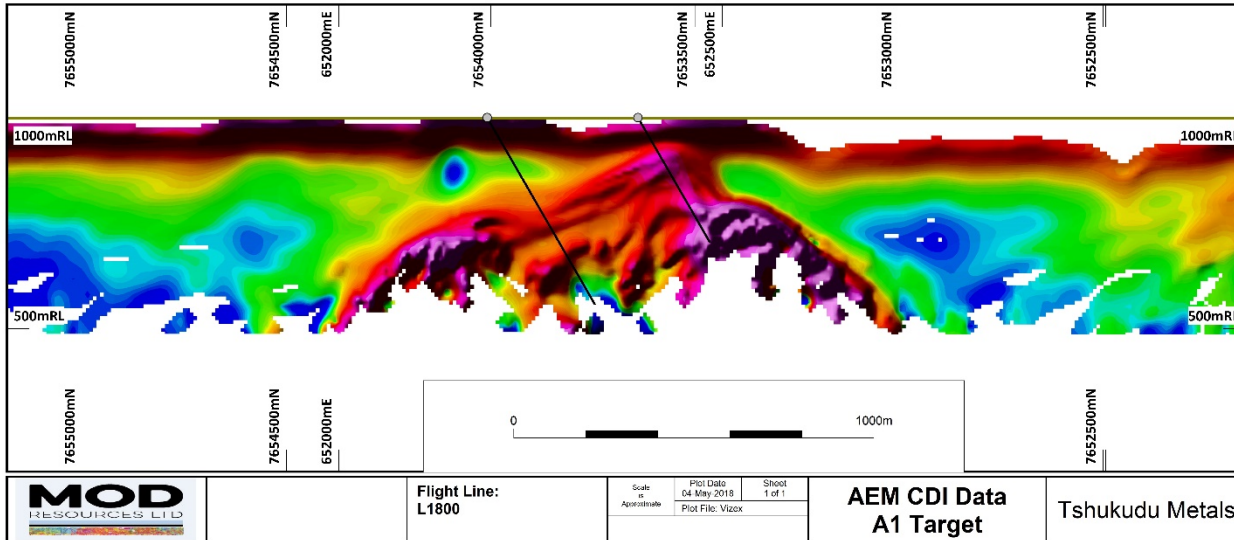 7655000mN
7654500mN
652000mE
7654000mN
7653500mN
652500mE
7653000mN
7652500mN
1000mRL
1000mRL
500mRL
500mRL
7655000mN
7654500mN
652000mE
7652500mN
0
1000m
MOD
RESOURCES LTD
Flight Line:
L1800
Scale
is
Approximate
Plot Date
04-May-2018
Sheet
1 of 1
Plot File: Vizex
AEM CDI Data
A1 Target
Tshukudu Metals